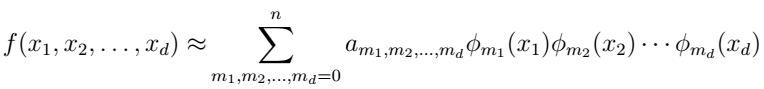 f(x_1, x_2, \ldots, x_d) \approx \sum_{m_1, m_2, \ldots, m_d = 0}^{n} a_{m_1, m_2, \ldots, m_d} \phi_{m_1}(x_1) \phi_{m_2}(x_2) \cdots \phi_{m_d}(x_d)